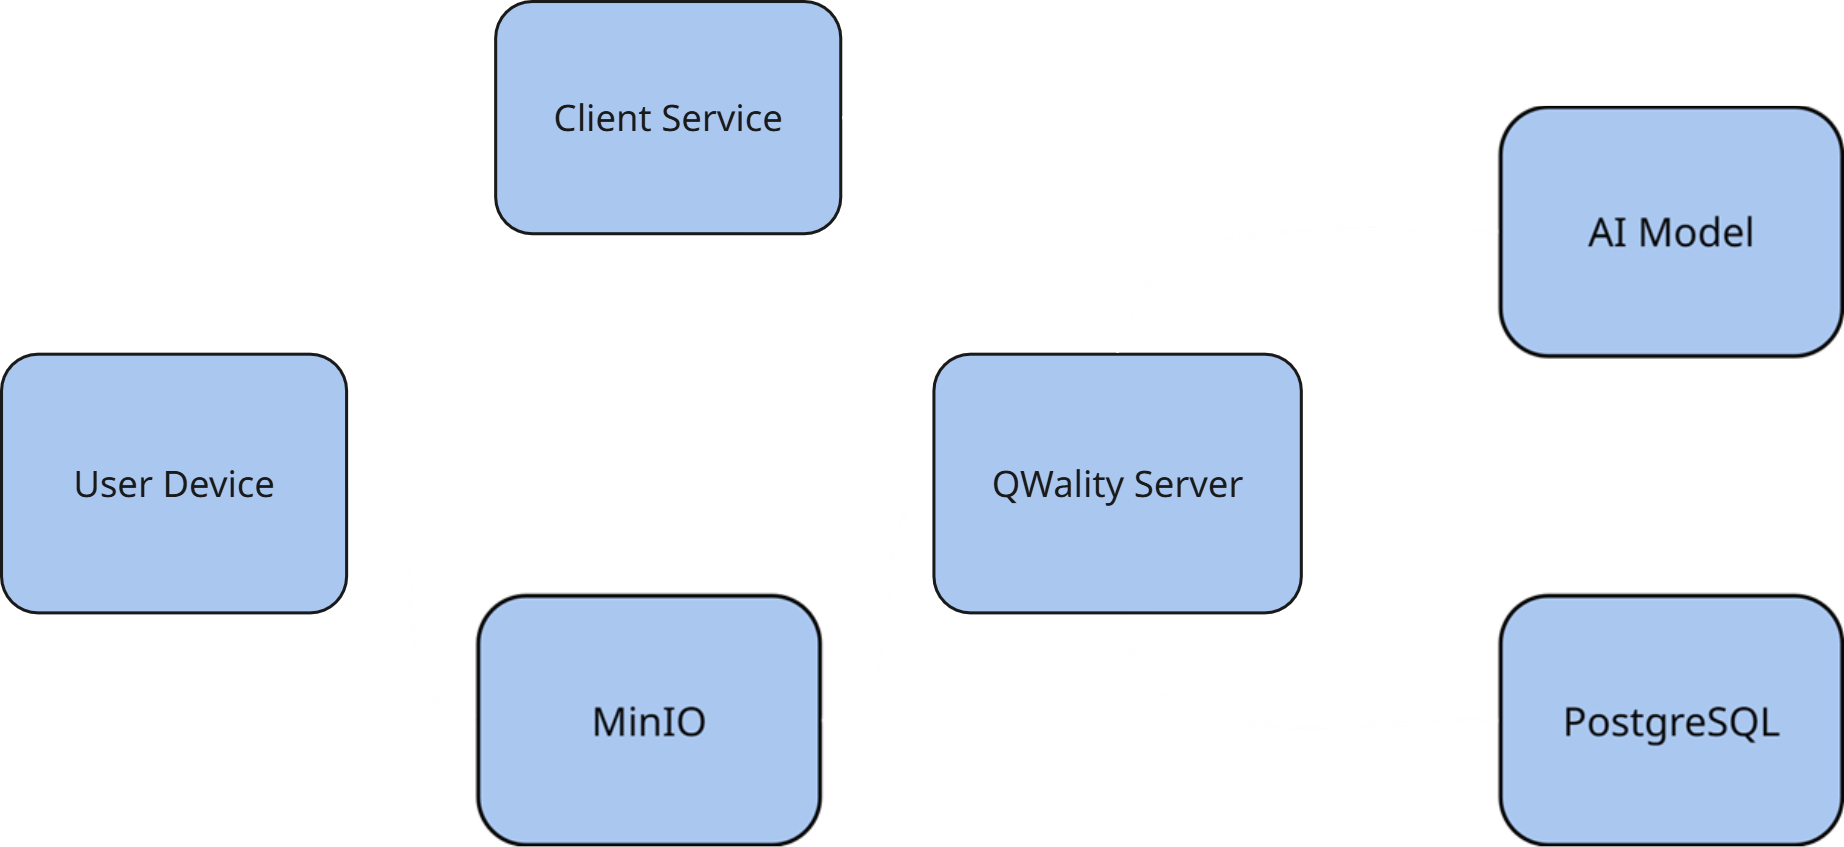 Client Service
AI Model
User Device
QWality Server
MinIO
PostgreSQL